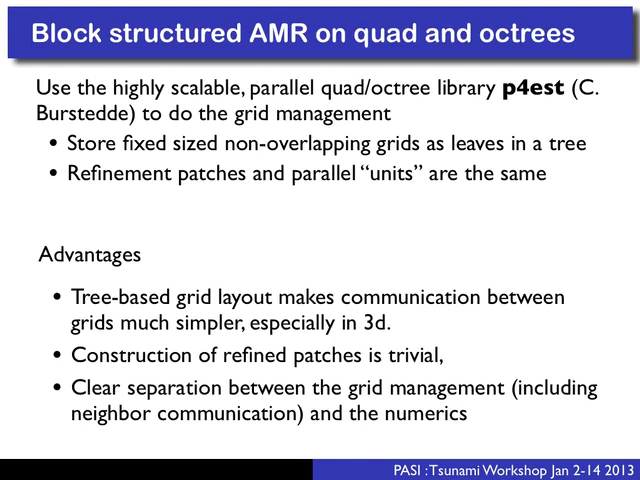 Block structured AMR on quad and octrees
Use the highly scalable, parallel quad/octree library p4est (C.
Burstedde) to do the grid management
• Store fixed sized non-overlapping grids as leaves in a tree
• Refinement patches and parallel “units” are the same
Advantages
• Tree-based grid layout makes communication between
grids much simpler, especially in 3d.
• Construction of refined patches is trivial,
• Clear separation between the grid management (including
neighbor communication) and the numerics
PASI : Tsunami Workshop Jan 2-14 2013